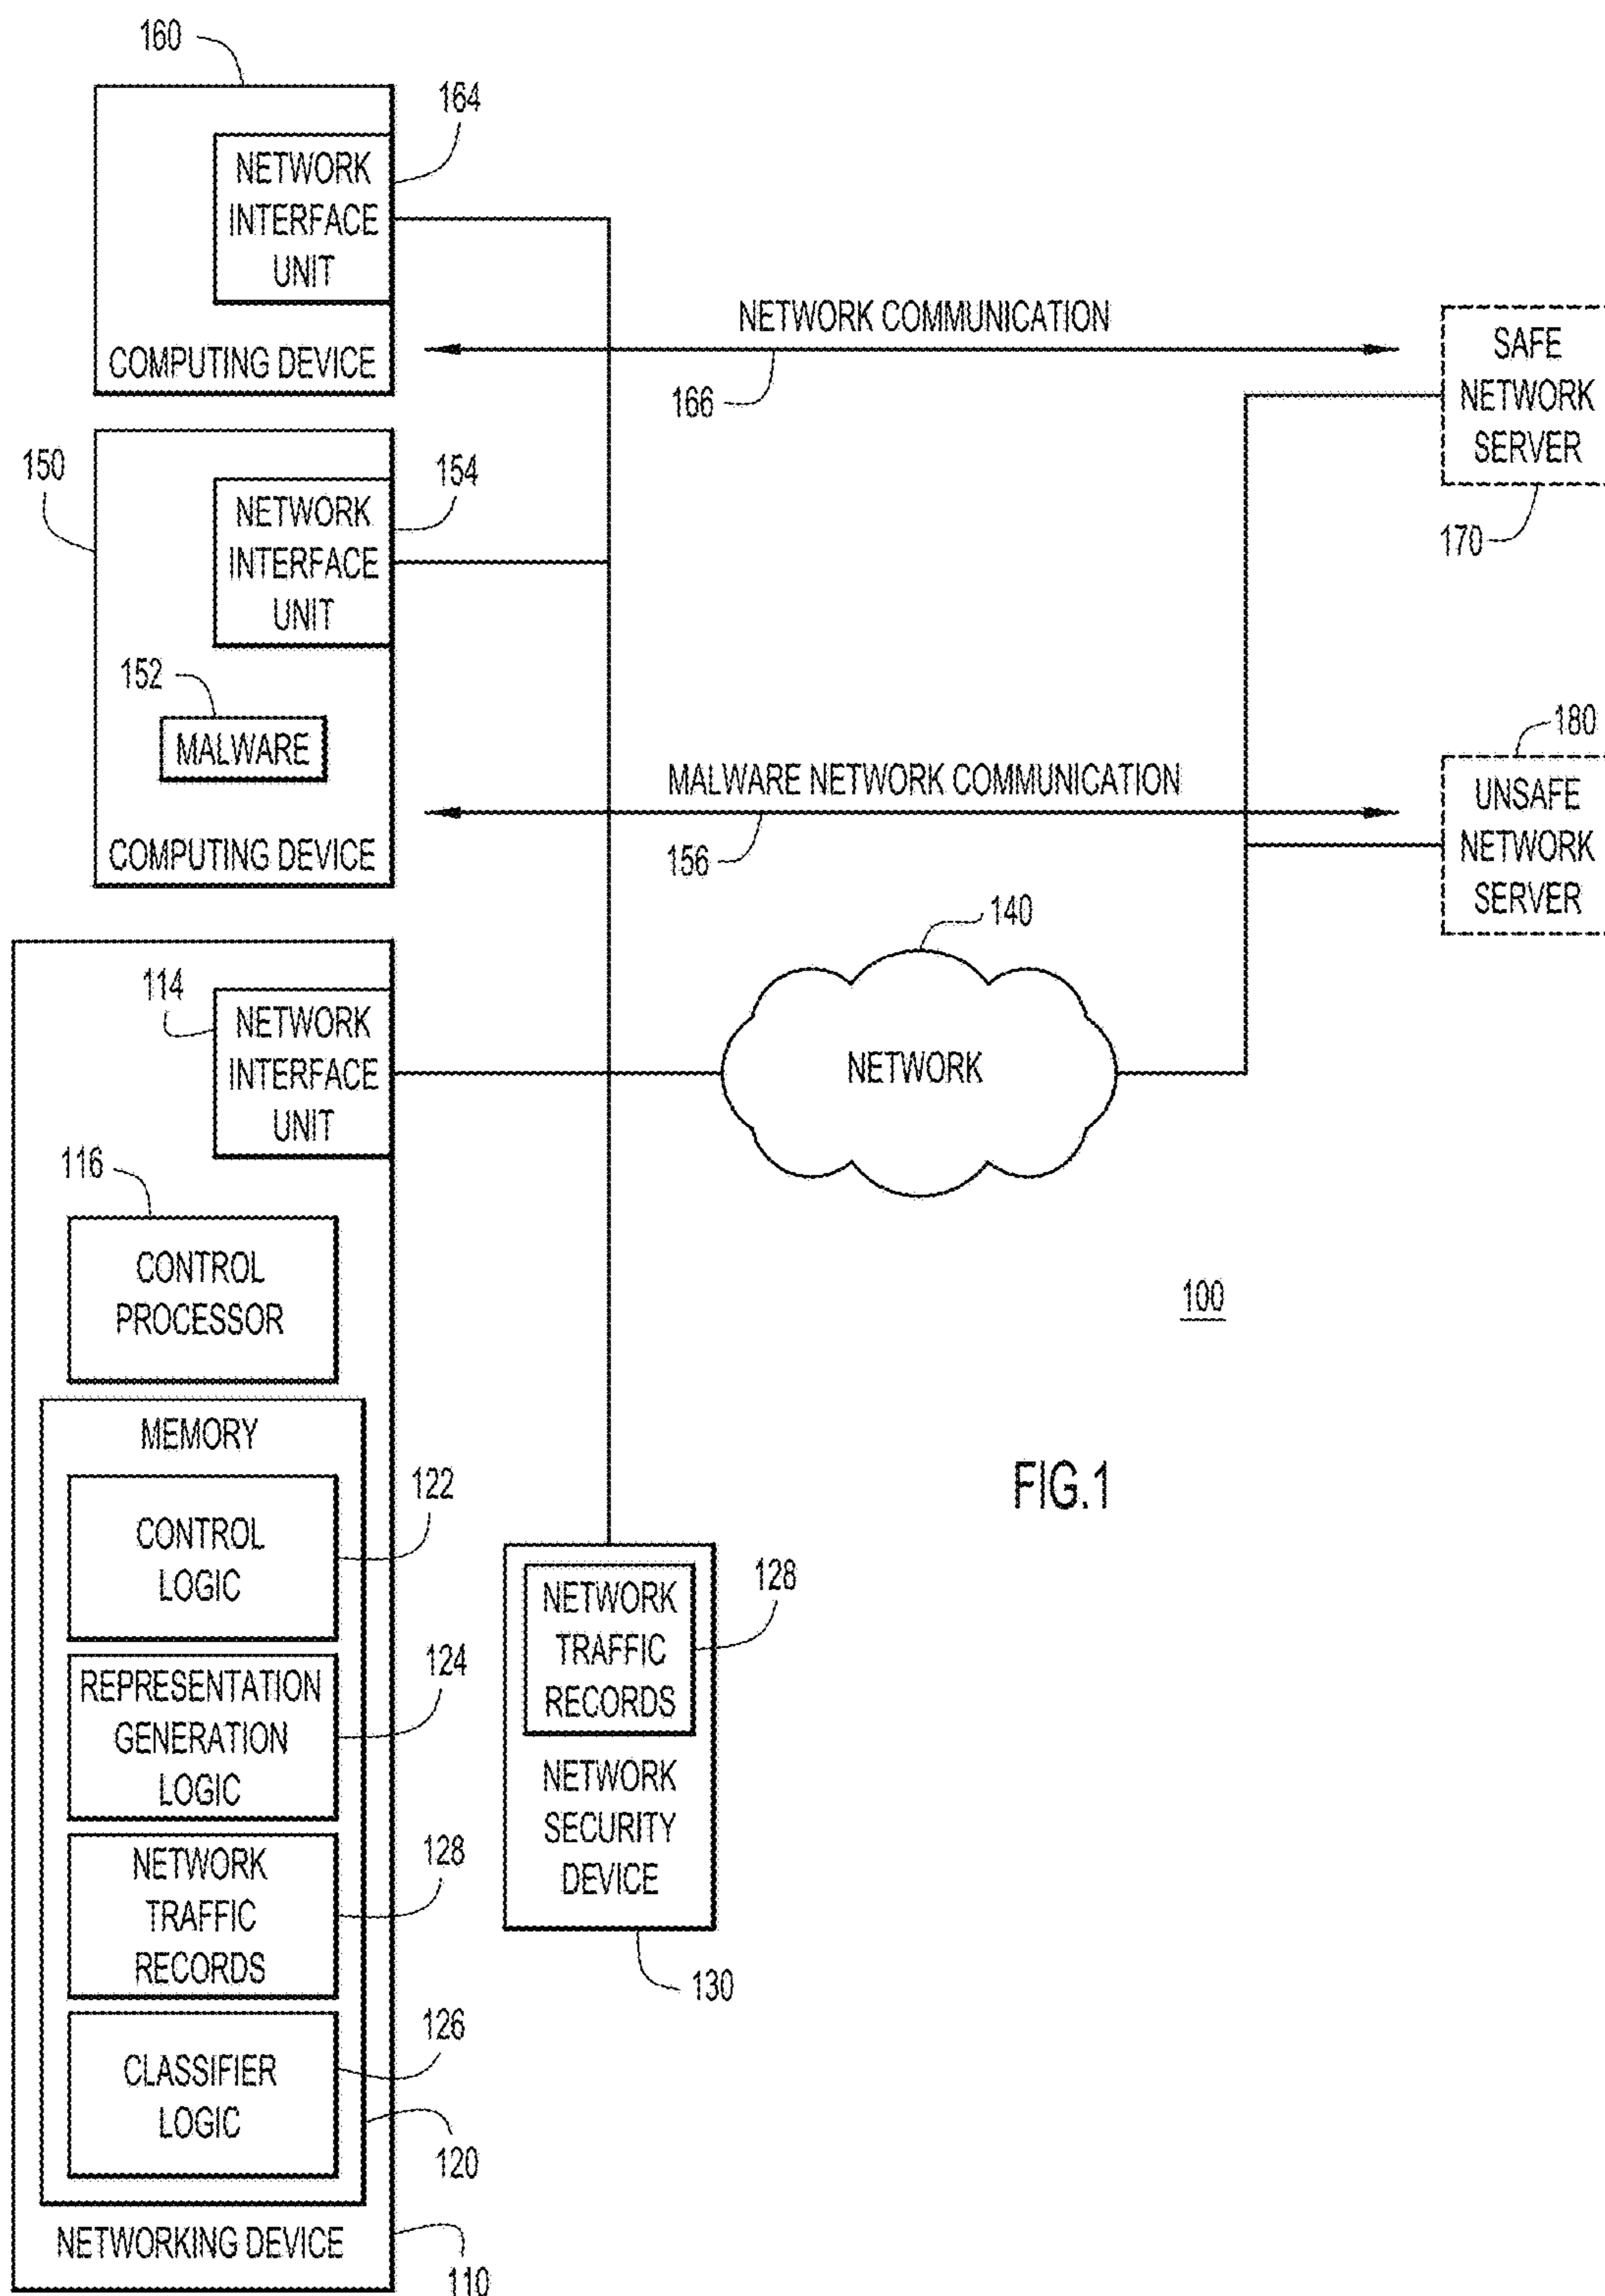 160
164
NETWORK
INTERFACE
UNIT
COMPUTING DEVICE
NETWORK COMMUNICATION
166
SAFE
NETWORK
SERVER
170
150
154
NETWORK
INTERFACE
UNIT
152
MALWARE
COMPUTING DEVICE
MALWARE NETWORK COMMUNICATION
156
180
UNSAFE
NETWORK
SERVER
140
NETWORK
114
NETWORK
INTERFACE
UNIT
116
CONTROL
PROCESSOR
100
MEMORY
122
CONTROL
LOGIC
124
REPRESENTATION
GENERATION
LOGIC
128
NETWORK
TRAFFIC
RECORDS
126
CLASSIFIER
LOGIC
120
NETWORKING DEVICE
110
128
NETWORK
TRAFFIC
RECORDS
NETWORK
SECURITY
DEVICE
130
FIG.1